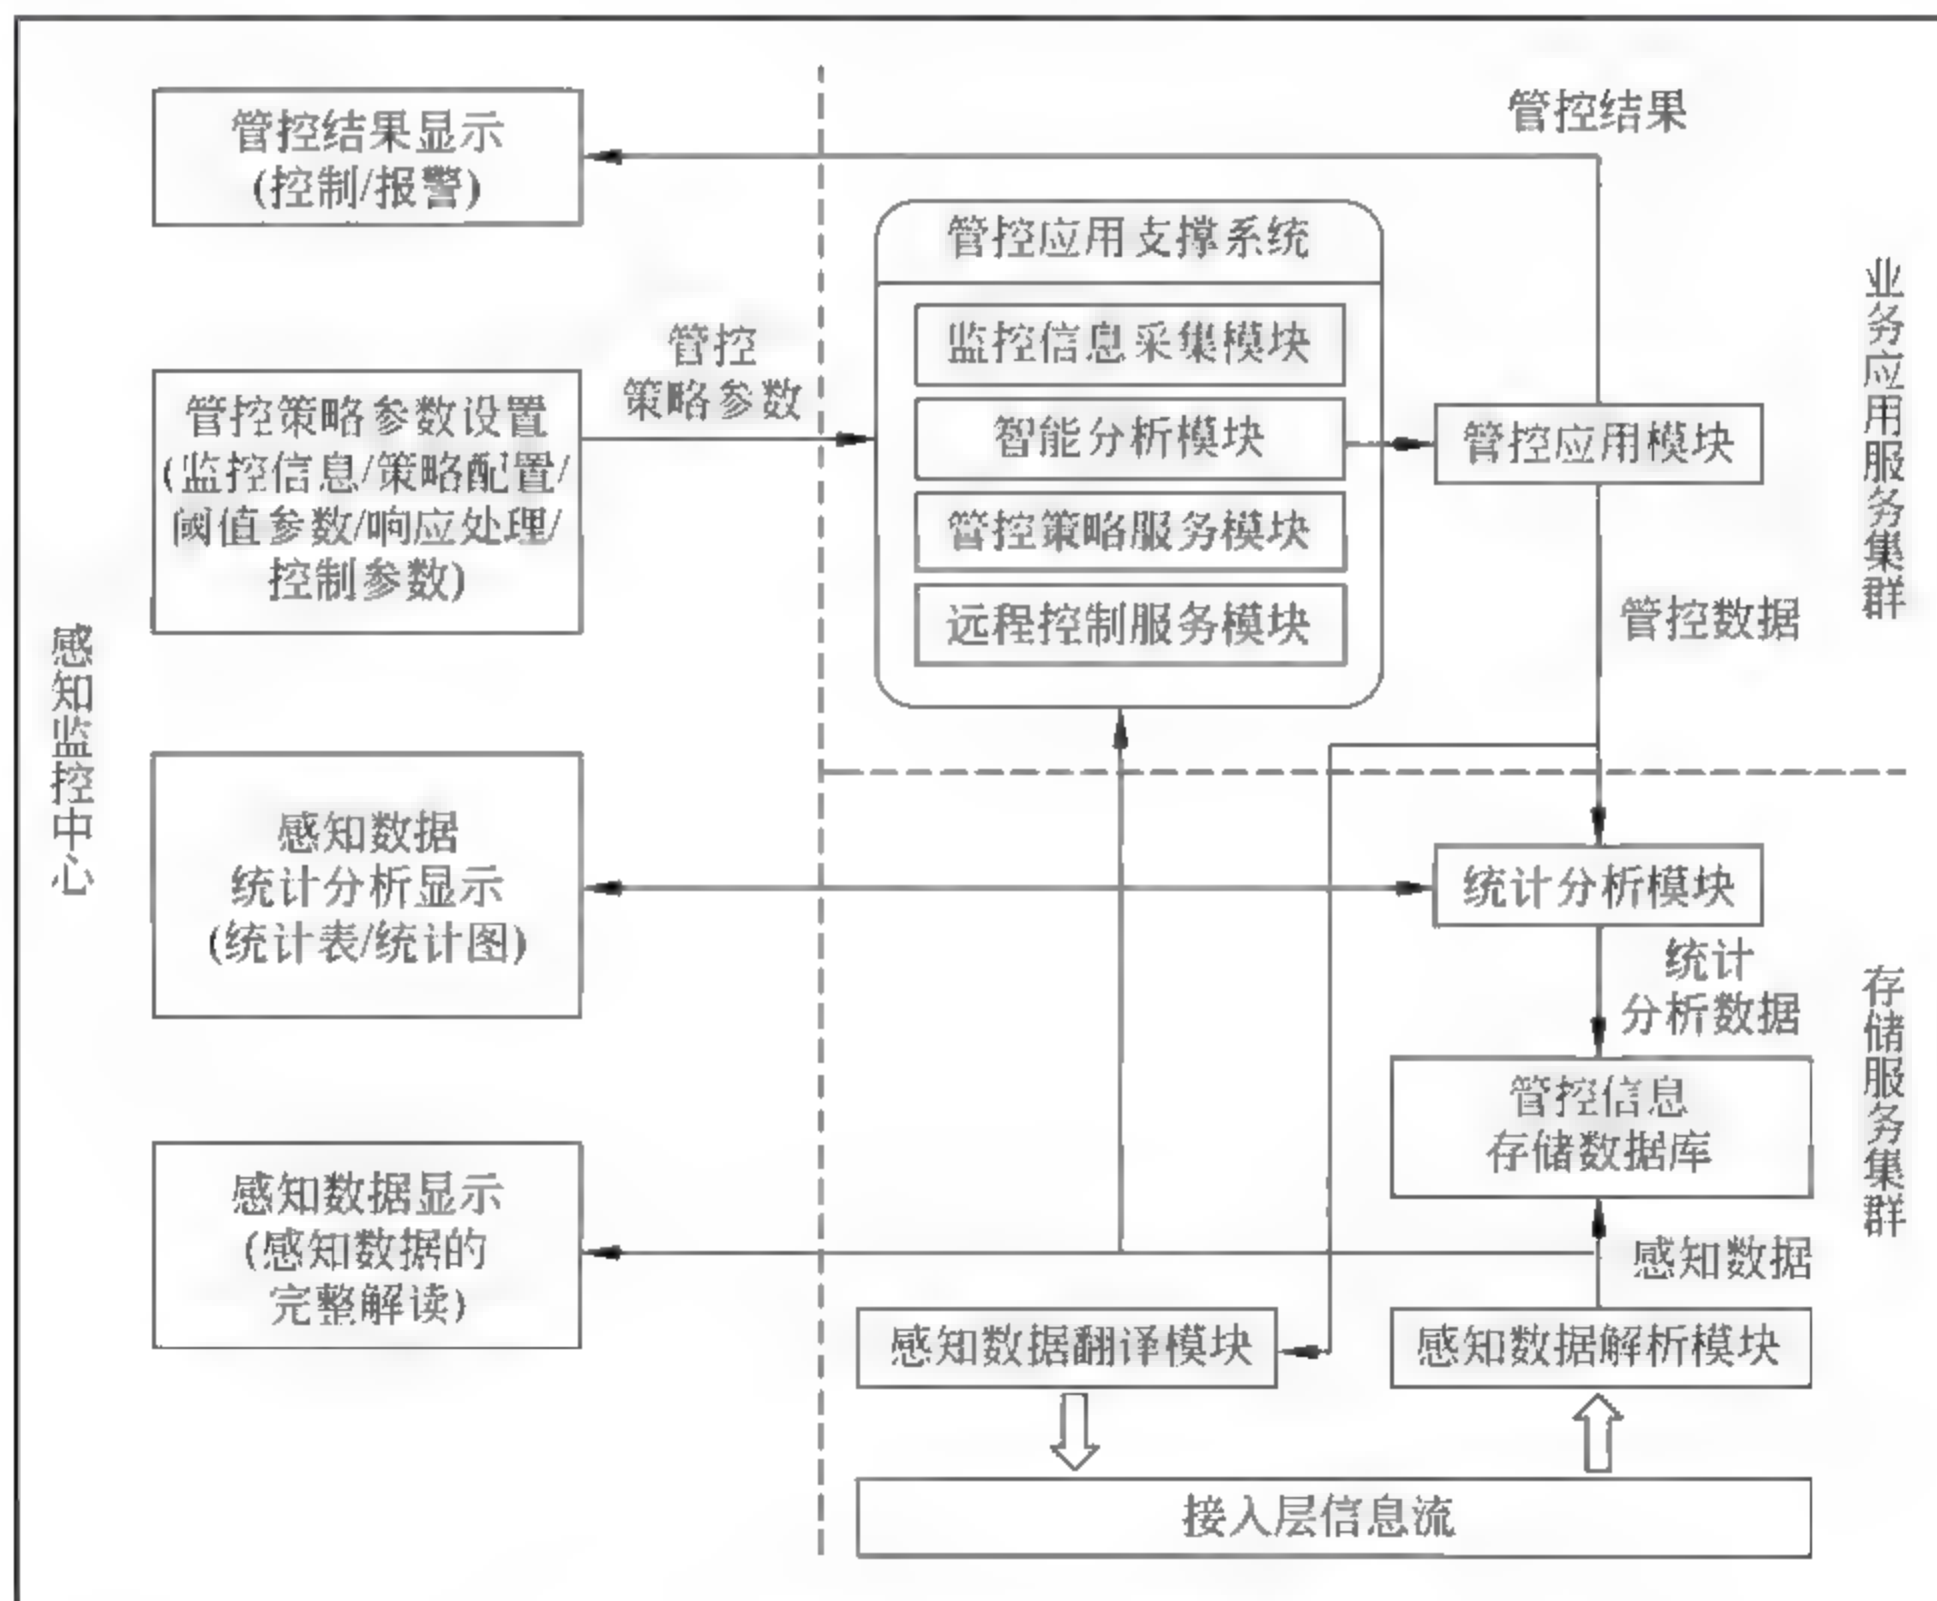 管控结果
管控结果显示
(控制/报警)
管控应用支撑系统
监控信息采集模块
智能分析模块
管控策略服务模块
远程控制服务模块
管控
策略参数
管控策略参数设置
(监控信息/策略配置/
阈值参数/响应处理/
控制参数)
管控应用模块
业务应用服务集群
管控数据
感知监控中心
感知数据
统计分析显示
(统计表/统计图)
统计分析模块
统计
分析数据
存储服务集群
管控信息
存储数据库
感知数据显示
(感知数据的
完整解读)
感知数据
感知数据翻译模块
感知数据解析模块
接入层信息流